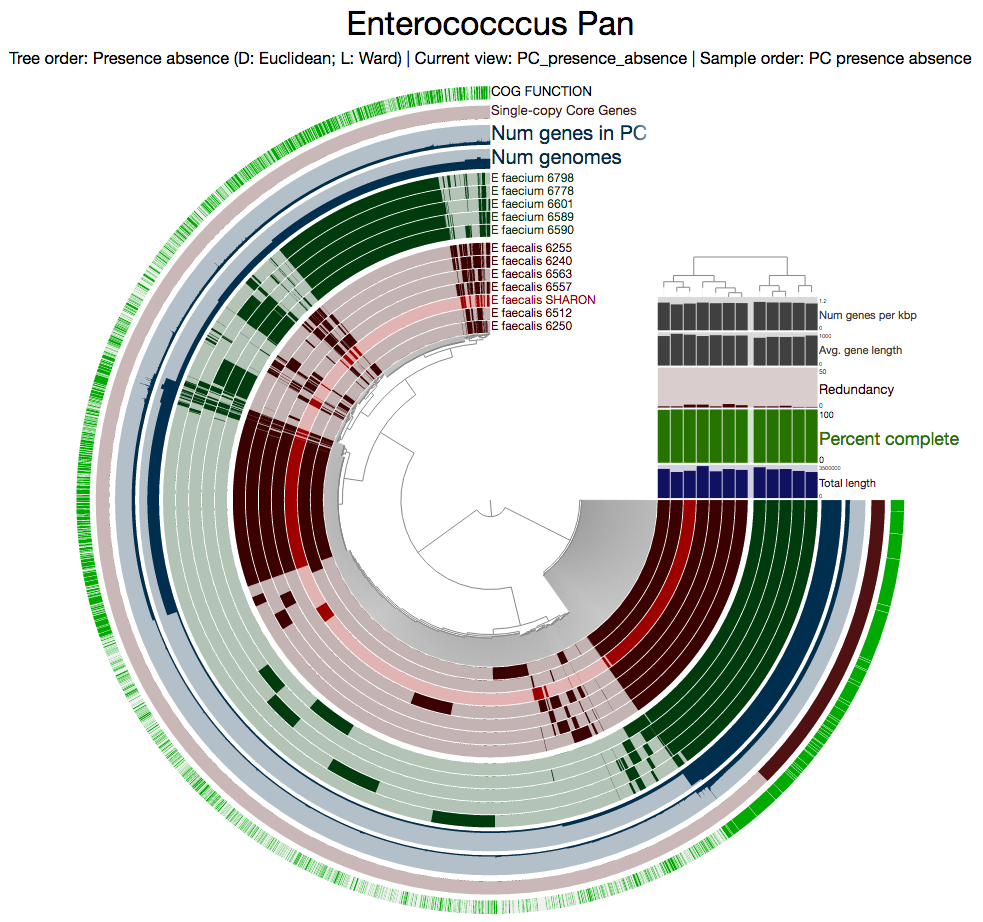 Enterococccus Pan
Tree order: Presence absence (D: Euclidean; L: Ward) | Current view: PC_presence_absence | Sample order: PC presence absence
COG FUNCTION
Single-copy Core Genes
Num genes in PC
Num genomes
E faecium 6798
E faecium 6778
E faecium 6601
E faecium 6589
E faecium 6590
E faecalis 6255
E faecalis 6240
E faecalis 6563
E faecalis 6557
E faecalis SHARON
E faecalis 6512
E faecalis 6250
1.2
Num genes per kbp
0
1000
Avg. gene length
0
50
Redundancy
0
100
Percent complete
0
3500000
Total length
0